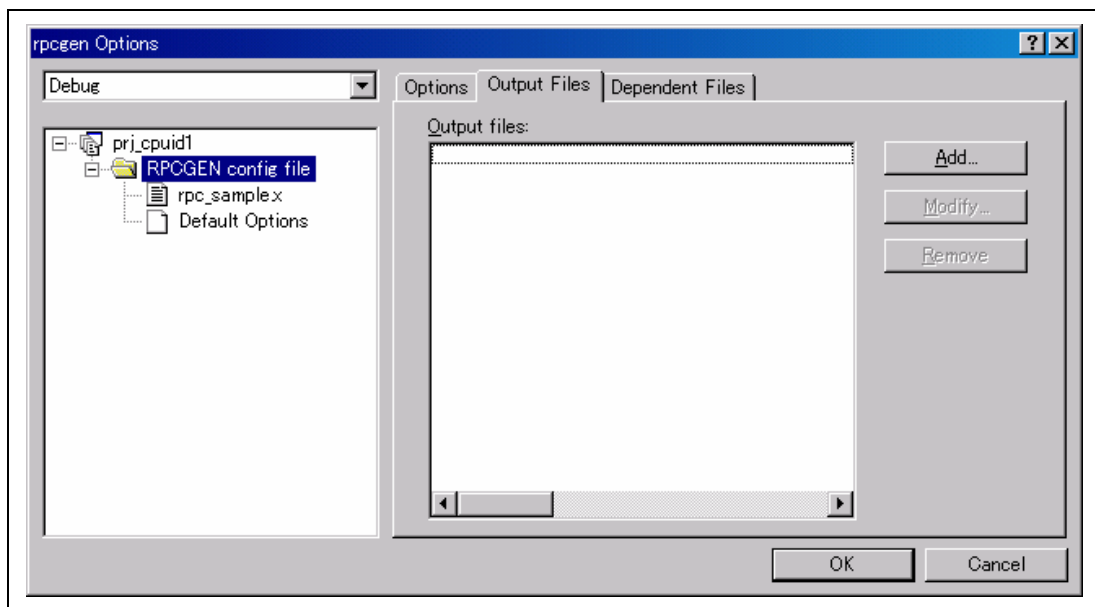 rpcgen Options
Debug
prj_cpuid1
RPCGEN config file
rpc_sample.x
Default Options
Options Output Files Dependent Files
Output files:
Add...
Modify...
Remove
OK Cancel